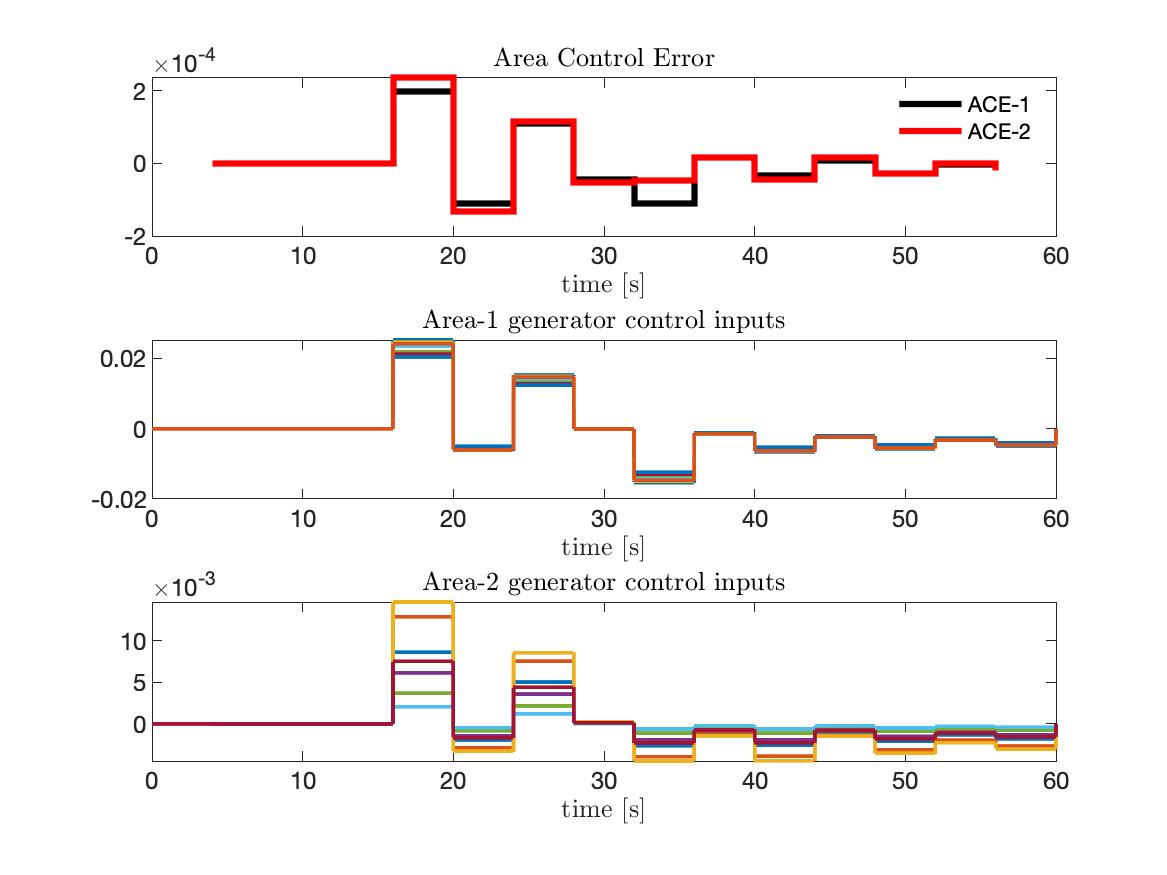 ×10-4
Area Control Error
2
0
-2
ACE-1
ACE-2
0 10 20 30 40 50 60
time [s]
Area-1 generator control inputs
0.02
0
-0.02
0 10 20 30 40 50 60
time [s]
×10-3
Area-2 generator control inputs
10
5
0
0 10 20 30 40 50 60
time [s]